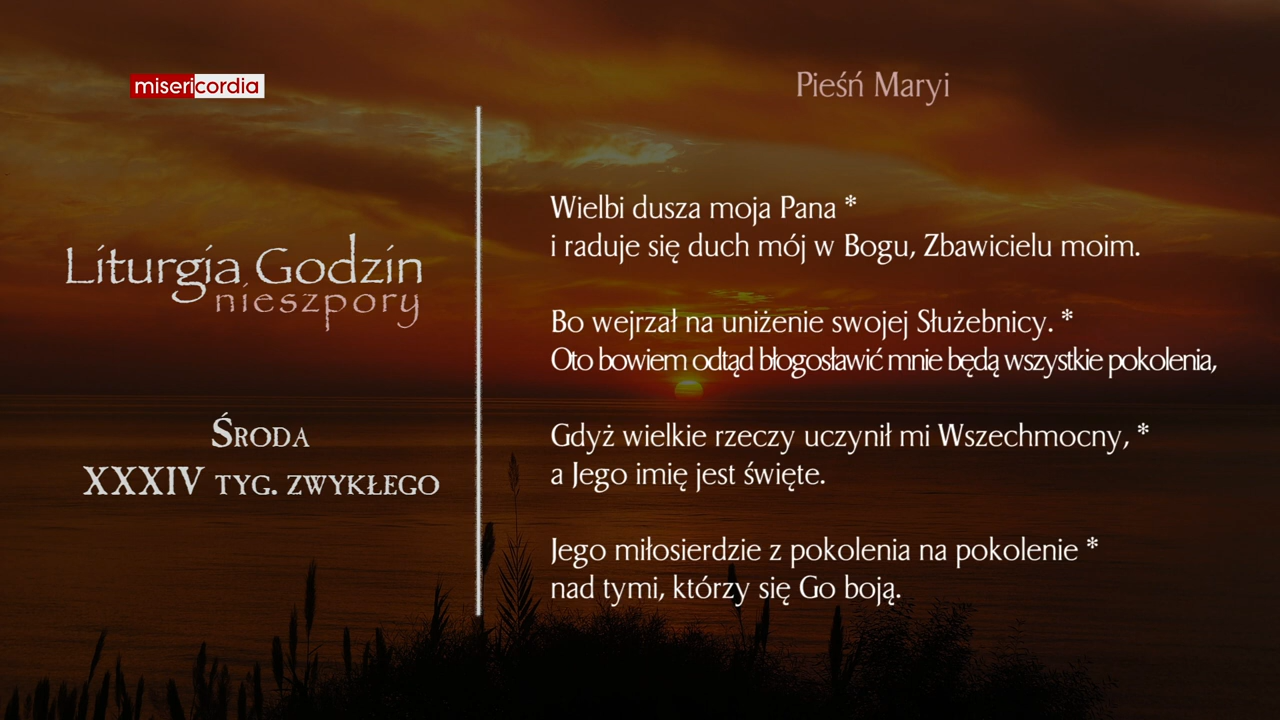 misericordia
Liturgia Godzin
nieszpory
Środa
XXXIV tyg. zwykłego
Pieśń Maryi
Wielbi dusza moja Pana *
i raduje się duch mój w Bogu, Zbawicielu moim.
Bo wejrzał na uniżenie swojej Służebnicy. *
Oto bowiem odtąd błogosławić mnie będą wszystkie pokolenia,
Gdyż wielkie rzeczy uczynił mi Wszechmocny, *
a Jego imię jest święte.
Jego miłosierdzie z pokolenia na pokolenie *
nad tymi, którzy się Go boją.